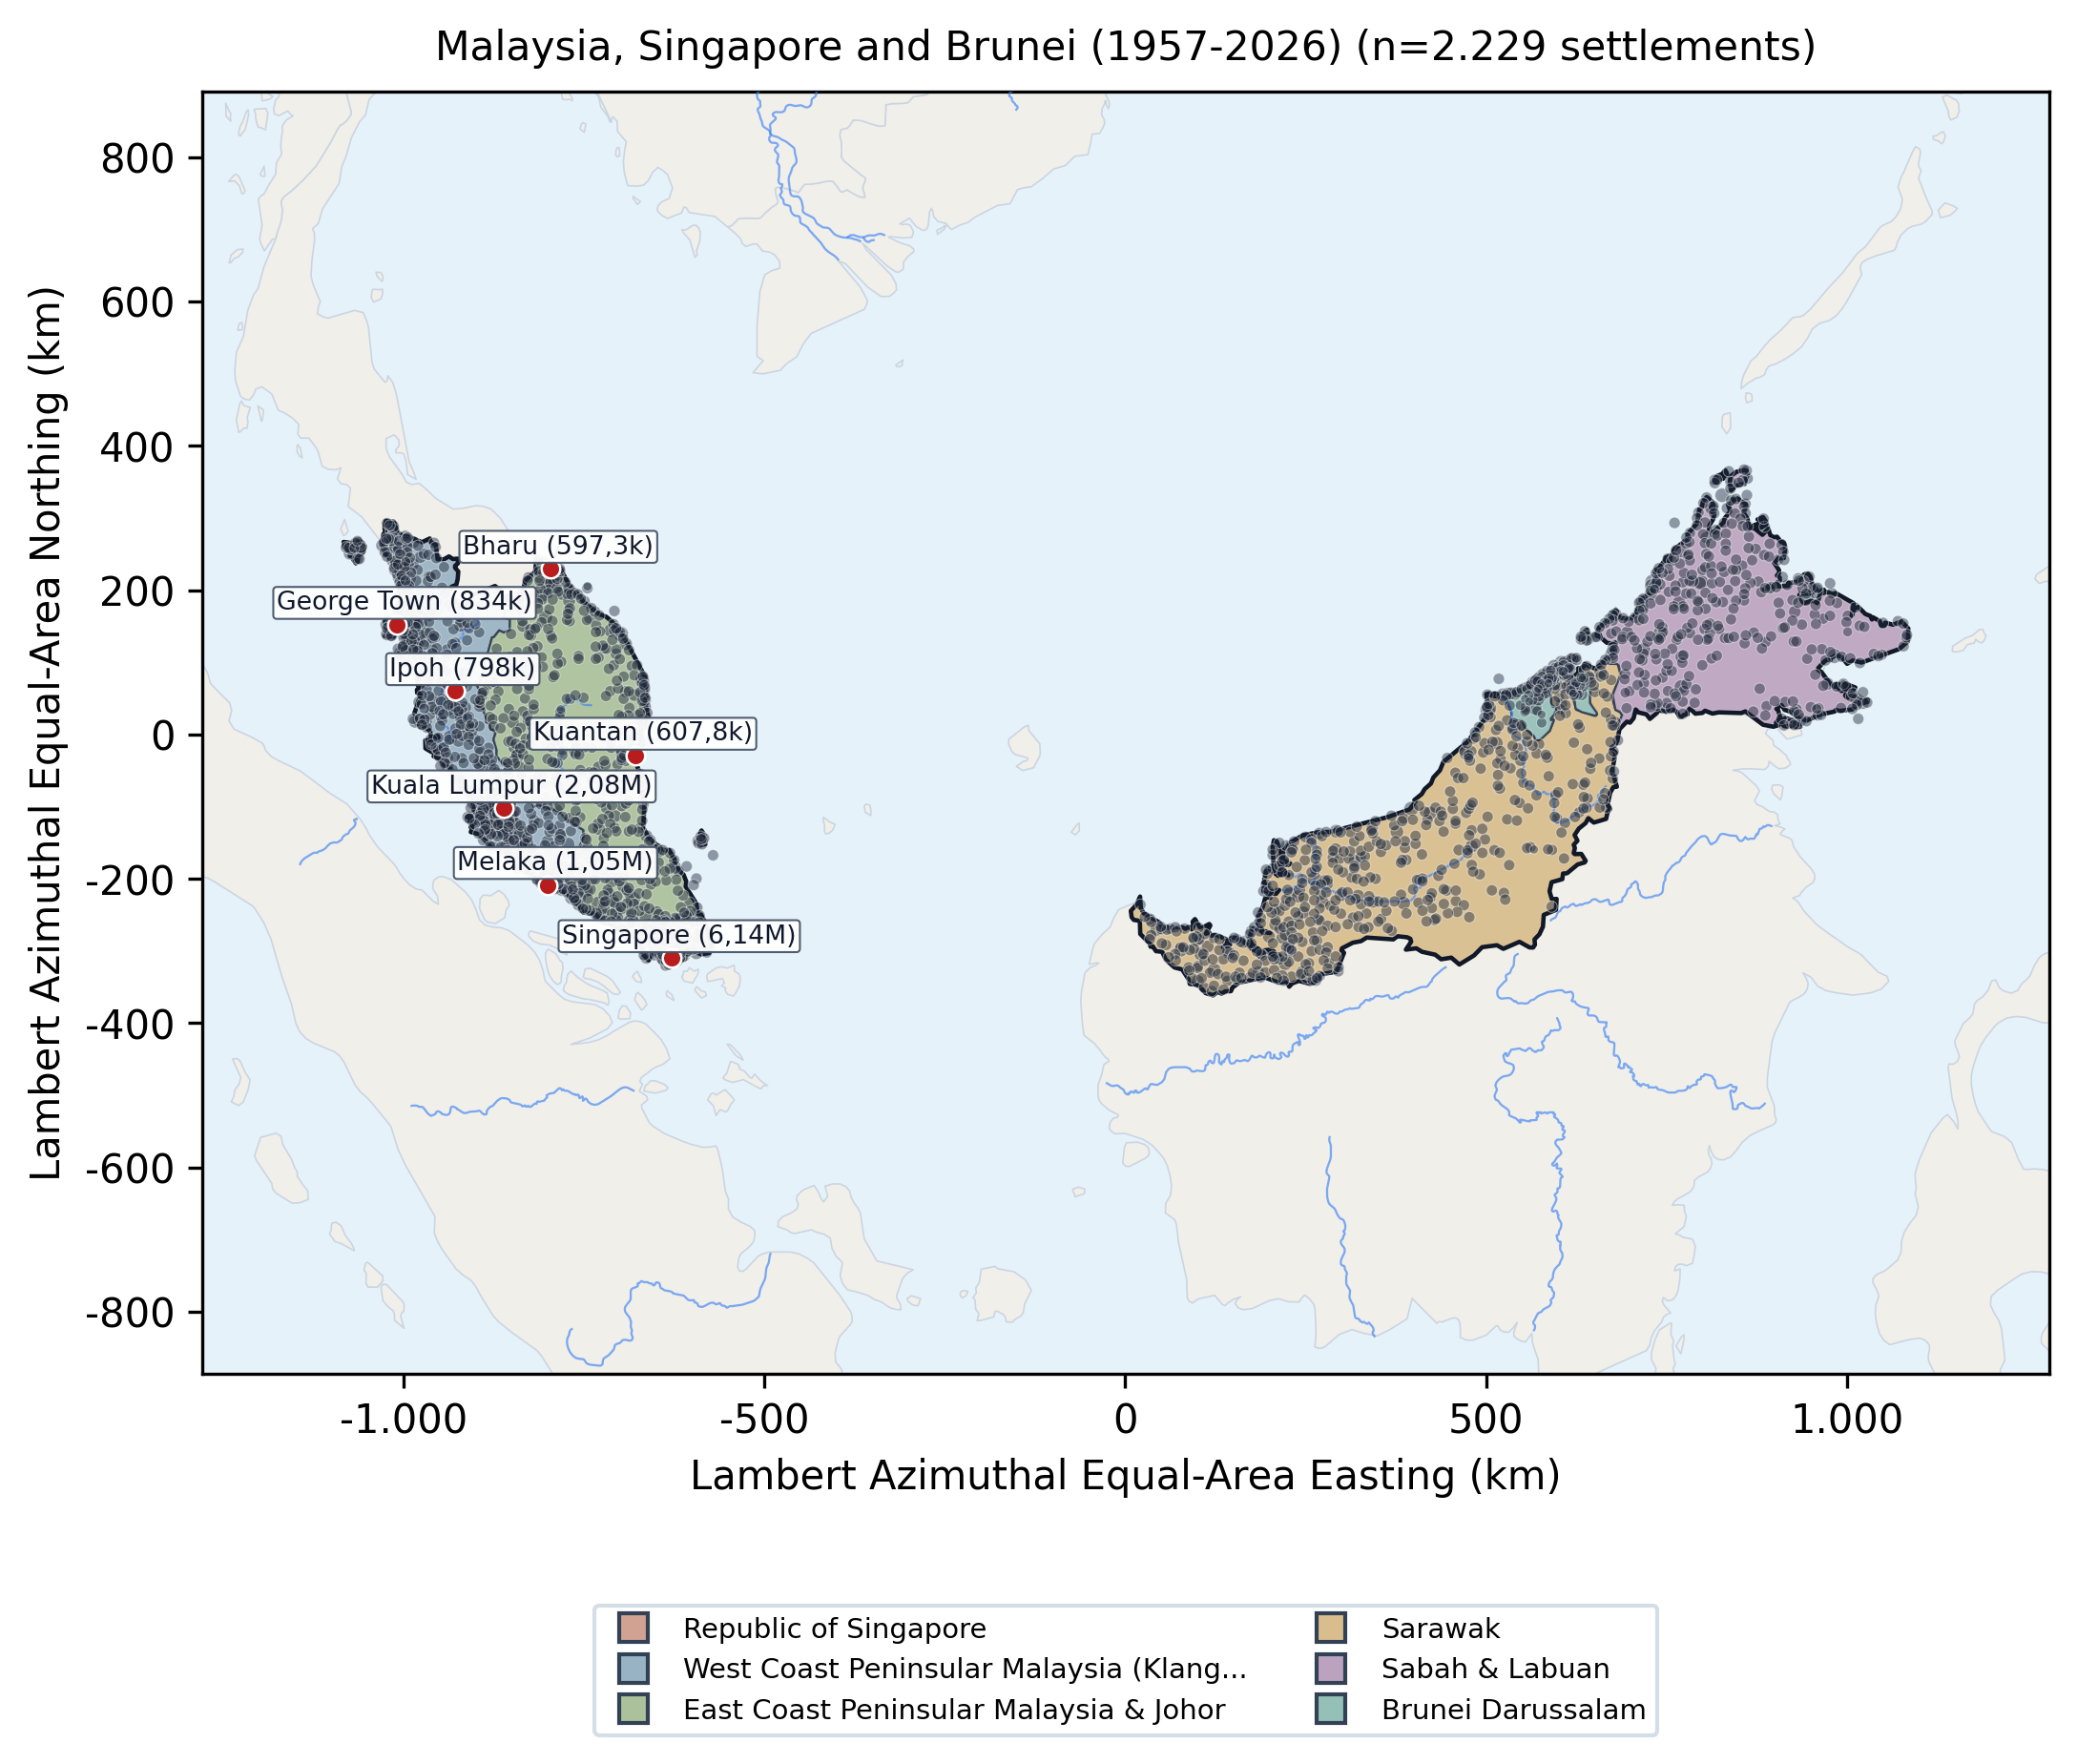 Malaysia, Singapore and Brunei (1957-2026) (n=2.229 settlements)
Lambert Azimuthal Equal-Area Northing (km)
800
600
400
200
0
-200
-400
-600
-800
Bharu (597,3k)
George Town (834k)
Ipoh (798k)
Kuantan (607,8k)
Kuala Lumpur (2,08M)
Melaka (1,05M)
Singapore (6,14M)
-1.000
-500
0
500
1.000
Lambert Azimuthal Equal-Area Easting (km)
Republic of Singapore
West Coast Peninsular Malaysia (Klang...
East Coast Peninsular Malaysia & Johor
Sarawak
Sabah & Labuan
Brunei Darussalam